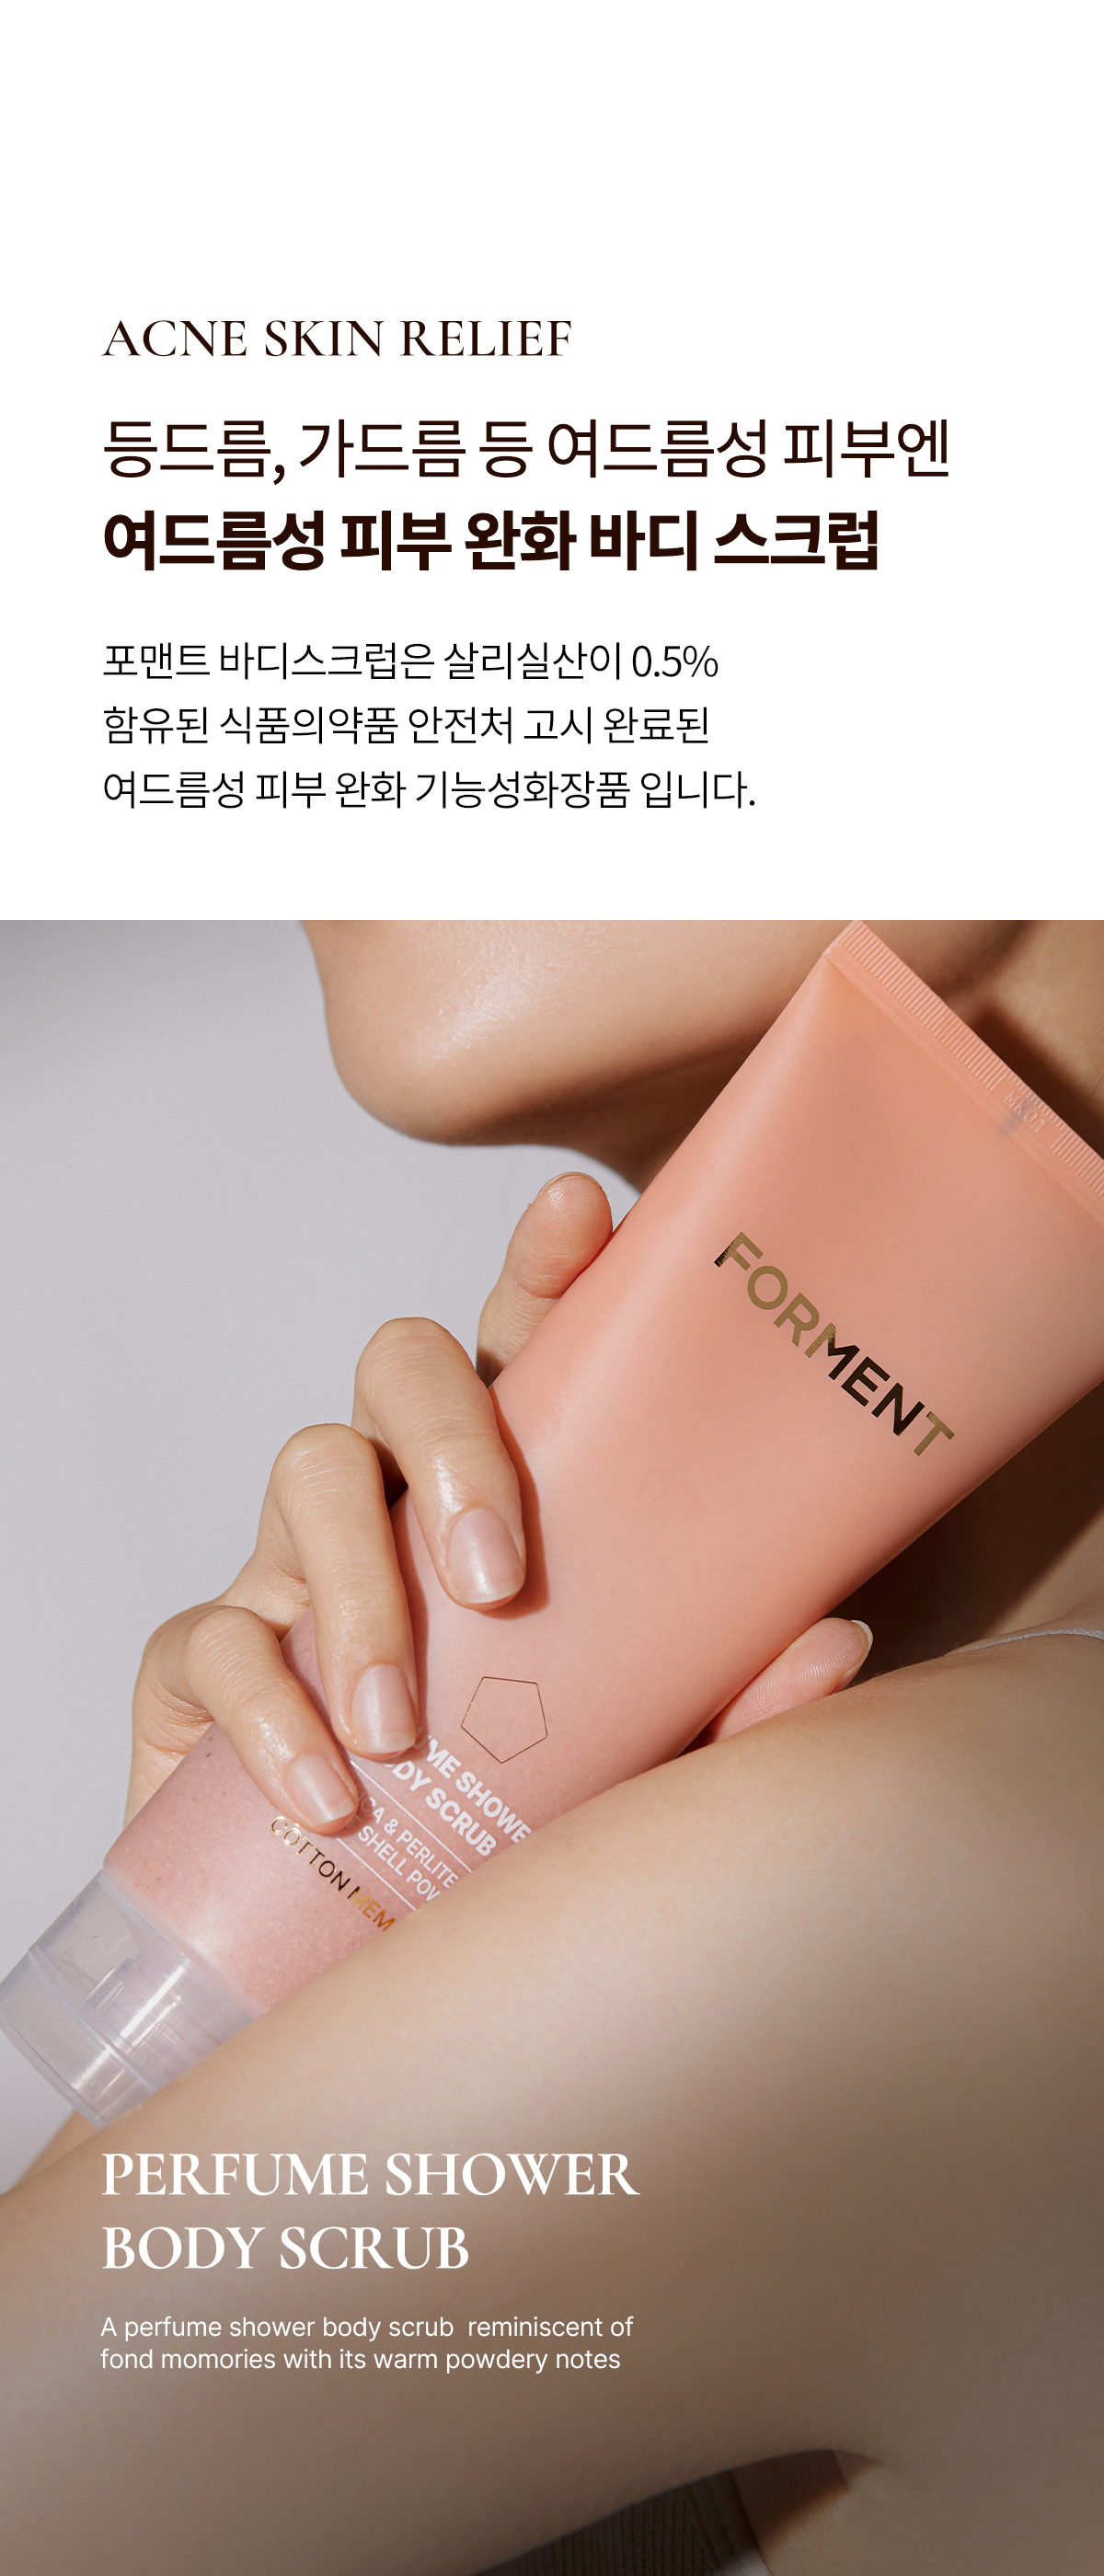 ACNE SKIN RELIEF
등드름, 가드름 등 여드름성 피부엔
여드름성 피부 완화 바디 스크럽
포맨트 바디스크럽은 살리실산이 0.5%
함유된 식품의약품 안전처 고시 완료된
여드름성 피부 완화 기능성화장품 입니다.
MK01
FORMENT
SHOWE
SCRUB
& PERLITE
SHELL
COTTON
PERFUME SHOWER
BODY SCRUB
A perfume shower body scrub reminiscent of
fond momories with its warm powdery notes